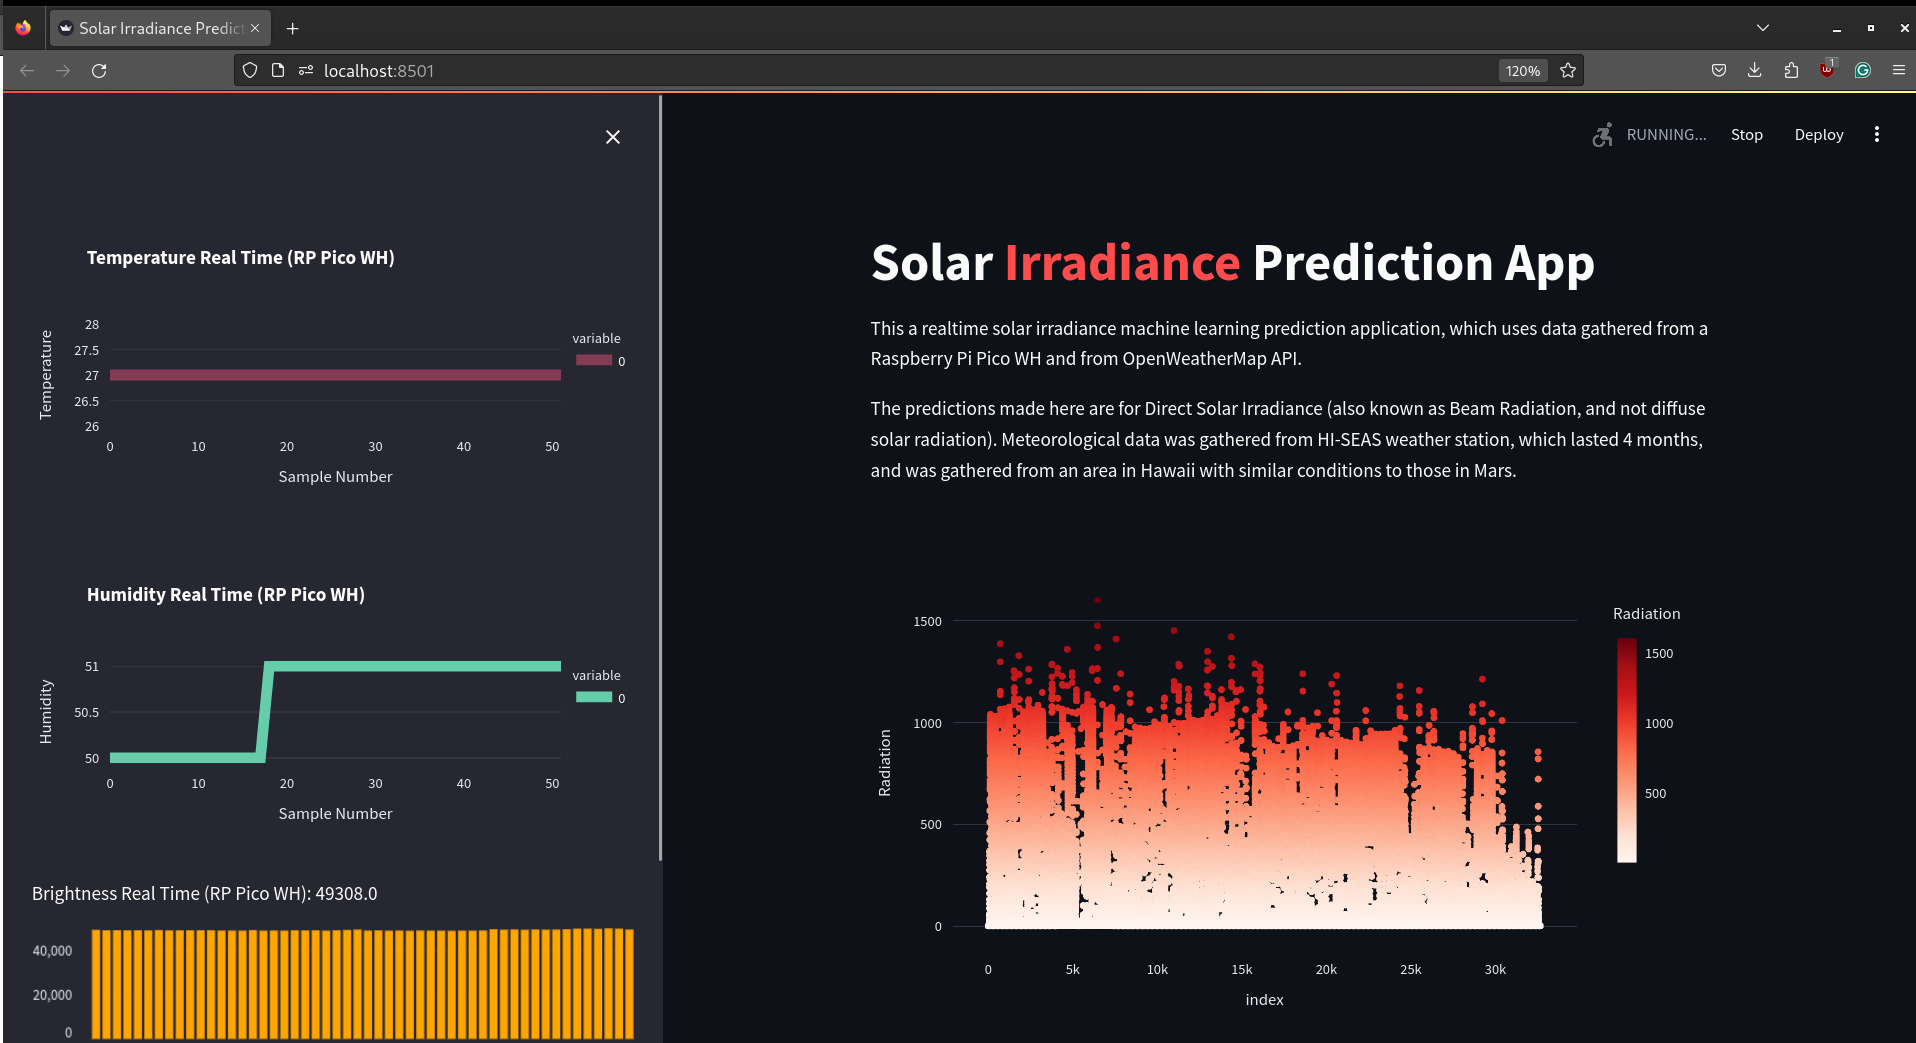 Solar Irradiance Predict
localhost:8501
120%
1
RUNNING...
Stop
Deploy
Temperature Real Time (RP Pico WH)
Temperature
28
27.5
27
26.5
26
0 10 20 30 40 50
Sample Number
variable
0
Humidity Real Time (RP Pico WH)
Humidity
51
50.5
50
0 10 20 30 40 50
Sample Number
variable
0
Brightness Real Time (RP Pico WH): 49308.0
40,000
20,000
0
Solar Irradiance Prediction App
This a realtime solar irradiance machine learning prediction application, which uses data gathered from a
Raspberry Pi Pico WH and from OpenWeatherMap API.
The predictions made here are for Direct Solar Irradiance (also known as Beam Radiation, and not diffuse
solar radiation). Meteorological data was gathered from HI-SEAS weather station, which lasted 4 months,
and was gathered from an area in Hawaii with similar conditions to those in Mars.
Radiation
1500
1000
500
0
0 5k 10k 15k 20k 25k 30k
index
Radiation
1500
1000
500